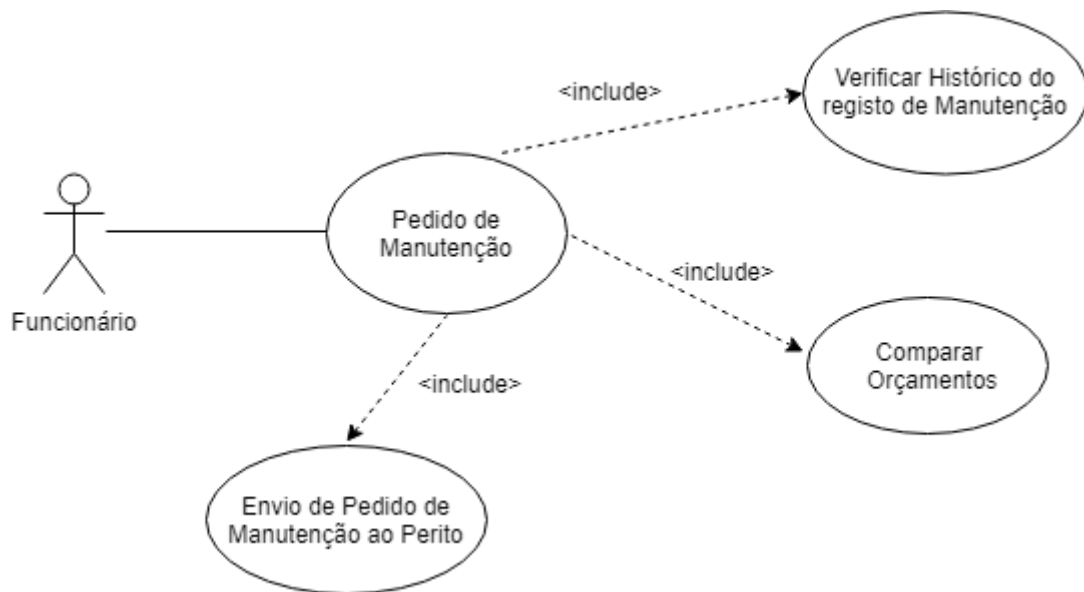 Verificar Histórico do
registo de Manutenção
<include>
Pedido de
Manutenção
<include>
Funcionário
Comparar
Orçamentos
<include>
Envio de Pedido de
Manutenção ao Perito